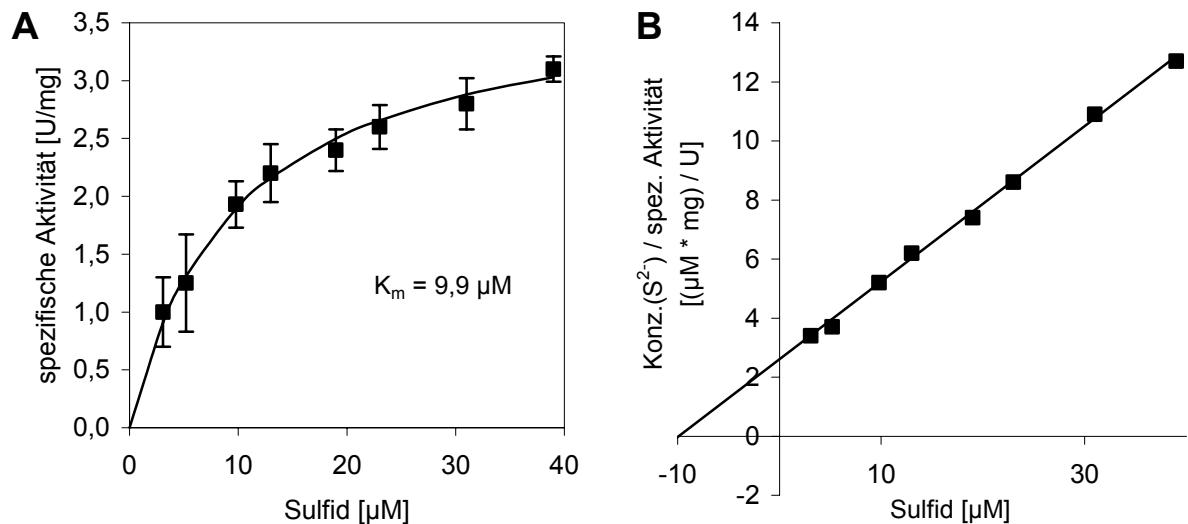 A
3,5
3,0
2,5
2,0
1,5
1,0
0,5
0,0
spezifische Aktivität [U/mg]
K_m = 9,9 µM
0 10 20 30 40
Sulfid [µM]
B
14
12
10
8
6
4
2
0
-2
Konz.(S²⁻) / spez. Aktivität
[(µM * mg) / U]
-10 10 30
Sulfid [µM]